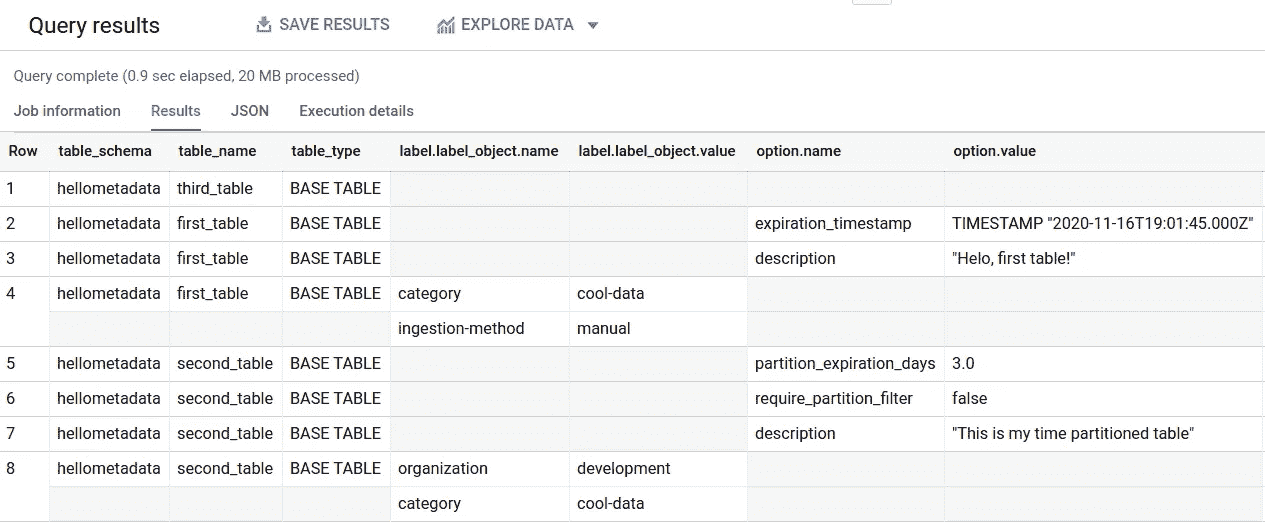 Query results SAVE RESULTS EXPLORE DATA
Query complete (0.9 sec elapsed, 20 MB processed)
Job information Results JSON Execution details
Row table_schema table_name table_type label.label_object.name label.label_object.value option.name option.value
1 hellometadata third_table BASE TABLE
2 hellometadata first_table BASE TABLE expiration_timestamp TIMESTAMP "2020-11-16T19:01:45.000Z"
3 hellometadata first_table BASE TABLE description "Helo, first table!"
4 hellometadata first_table BASE TABLE category cool-data
ingestion-method manual
5 hellometadata second_table BASE TABLE partition_expiration_days 3.0
6 hellometadata second_table BASE TABLE require_partition_filter false
7 hellometadata second_table BASE TABLE description "This is my time partitioned table"
8 hellometadata second_table BASE TABLE organization development
category cool-data